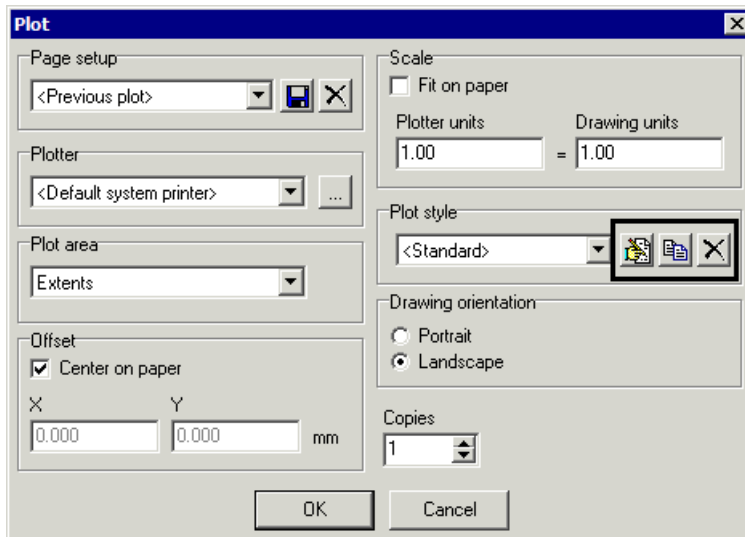 Plot
Page setup
<Previous plot>
Plotter
<Default system printer>
...
Plot area
Extents
Offset
Center on paper
X Y
0.000 0.000 mm
Scale
Fit on paper
Plotter units Drawing units
1.00 = 1.00
Plot style
<Standard>
Drawing orientation
Portrait
Landscape
Copies
1
OK Cancel